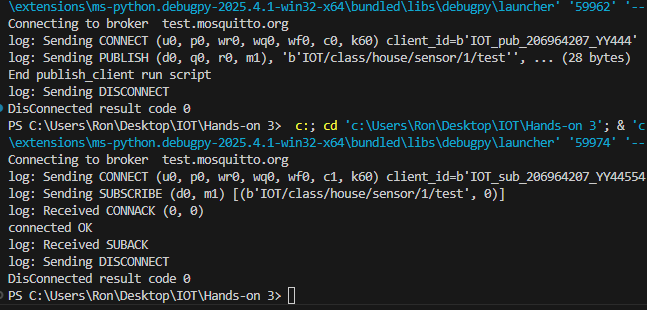 \extensions\ms-python.debugpy-2025.4.1-win32-x64\bundled\libs\debugpy\launcher' '59962' '--
Connecting to broker  test.mosquitto.org
log: Sending CONNECT (u0, p0, wr0, wq0, wf0, c0, k60) client_id=b'IOT_pub_206964207_YY444'
log: Sending PUBLISH (d0, q0, r0, m1), 'b'IOT/class/house/sensor/1/test'', ... (28 bytes)
End publish_client run script
log: Sending DISCONNECT
DisConnected result code 0
PS C:\Users\Ron\Desktop\IOT\Hands-on 3>  c:; cd 'c:\Users\Ron\Desktop\IOT\Hands-on 3'; & 'c
\extensions\ms-python.debugpy-2025.4.1-win32-x64\bundled\libs\debugpy\launcher' '59974' '--
Connecting to broker  test.mosquitto.org
log: Sending CONNECT (u0, p0, wr0, wq0, wf0, c1, k60) client_id=b'IOT_sub_206964207_YY44554
log: Sending SUBSCRIBE (d0, m1) [(b'IOT/class/house/sensor/1/test', 0)]
log: Received CONNACK (0, 0)
connected OK
log: Received SUBACK
log: Sending DISCONNECT
DisConnected result code 0
PS C:\Users\Ron\Desktop\IOT\Hands-on 3>